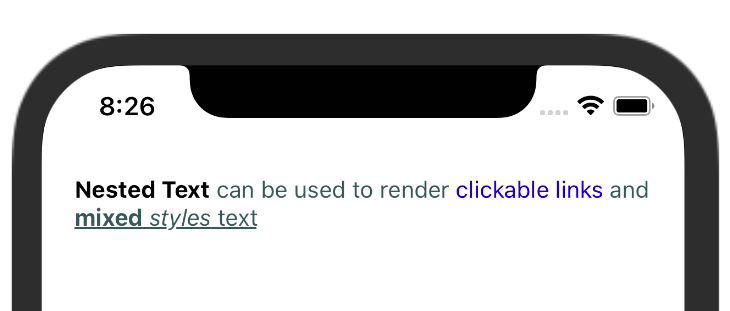 8:26
Nested Text can be used to render clickable links and
mixed styles text